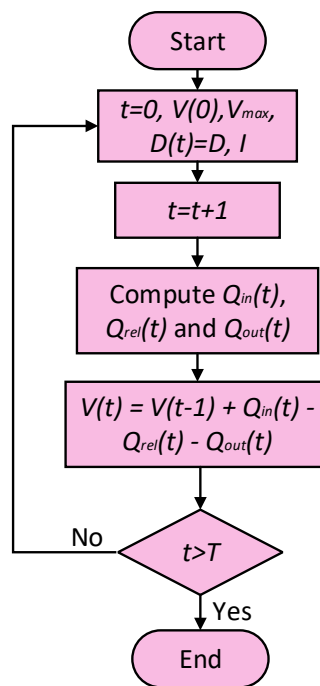 Start
t=0, V(0),Vmax,
D(t)=D, I
t=t+1
Compute Qin(t),
Qrel(t) and Qout(t)
V(t) = V(t-1) + Qin(t) -
Qrel(t) - Qout(t)
No
t>T
Yes
End